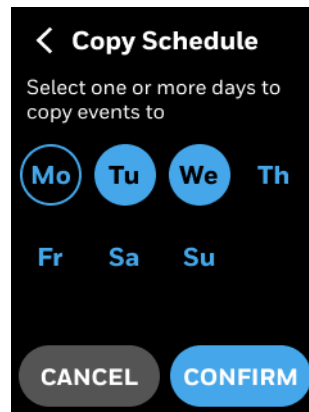 Copy Schedule
Select one or more days to
copy events to
Mo Tu We Th
Fr Sa Su
CANCEL CONFIRM